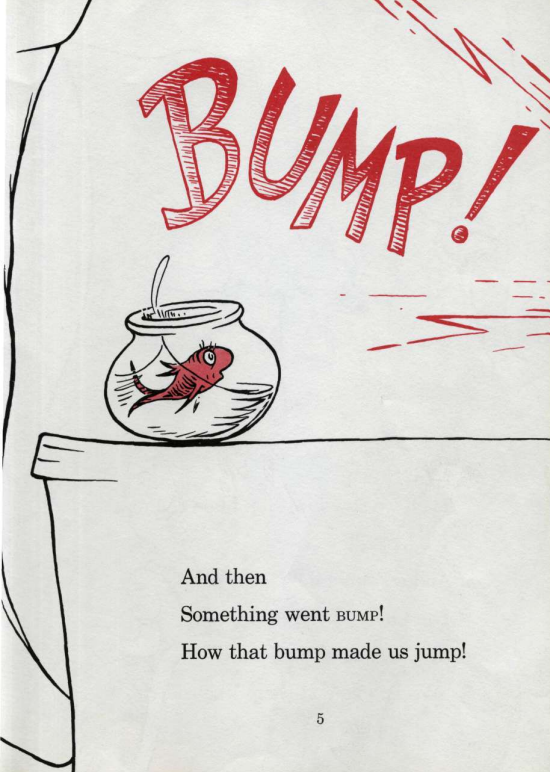 BUMP!
And then
Something went BUMP!
How that bump made us jump!
5